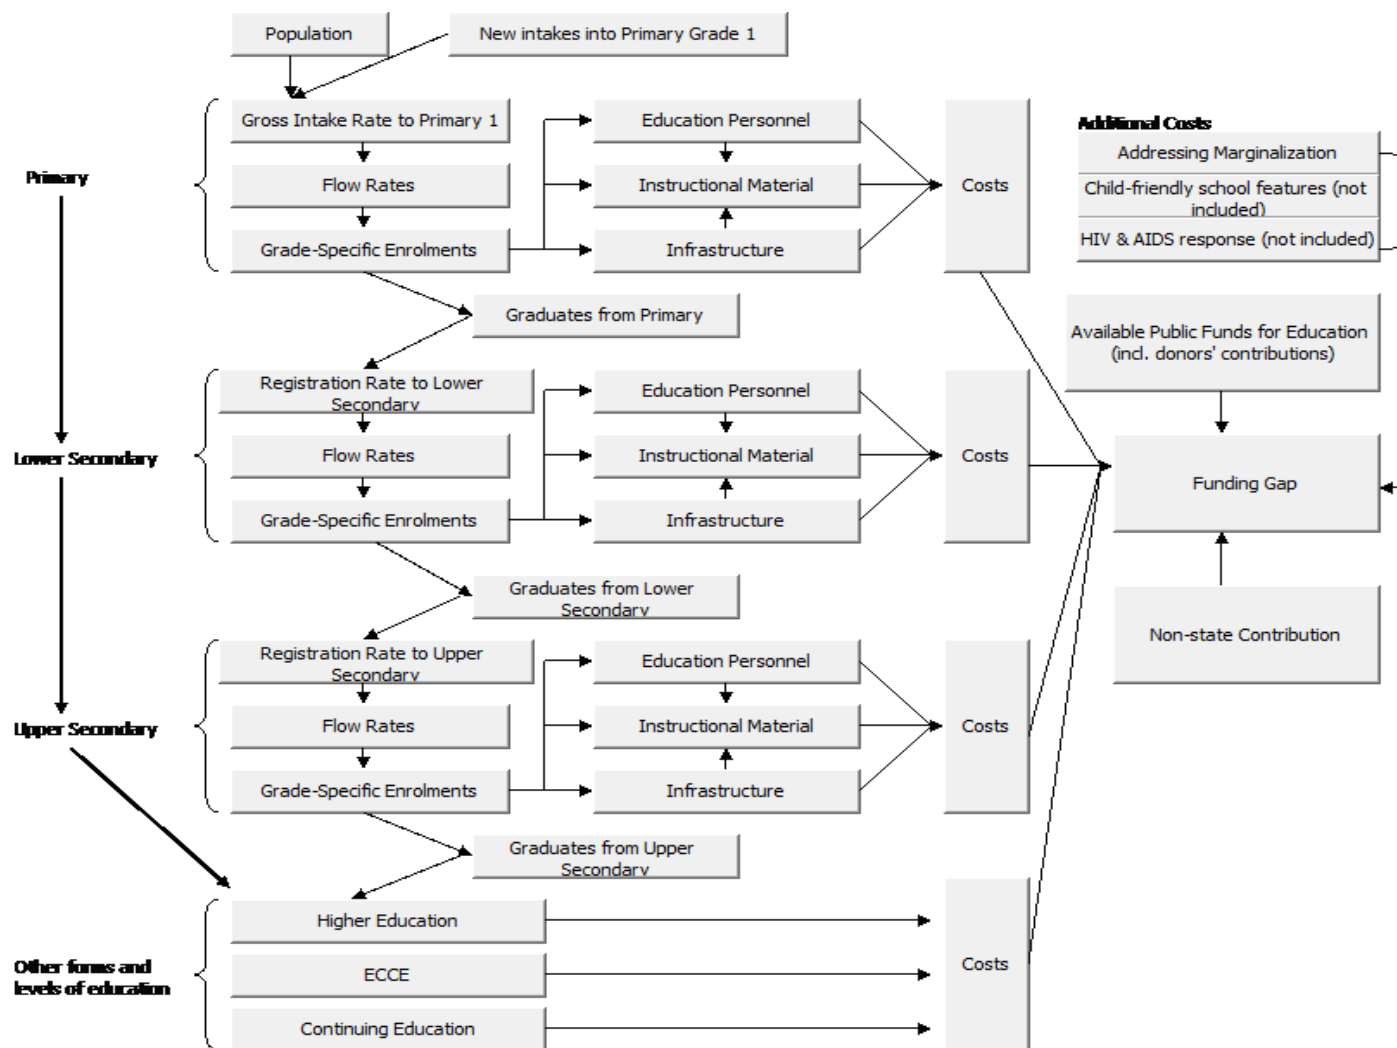 Population
New intakes into Primary Grade 1
Primary
Gross Intake Rate to Primary 1
Flow Rates
Grade-Specific Enrolments
Education Personnel
Instructional Material
Infrastructure
Costs
Additional Costs
Addressing Marginalization
Child-friendly school features (not
included)
HIV & AIDS response (not included)
Graduates from Primary
Available Public Funds for Education
(incl. donors' contributions)
Lower Secondary
Registration Rate to Lower
Secondary
Flow Rates
Grade-Specific Enrolments
Education Personnel
Instructional Material
Infrastructure
Costs
Funding Gap
Graduates from Lower
Secondary
Non-state Contribution
Upper Secondary
Registration Rate to Upper
Secondary
Flow Rates
Grade-Specific Enrolments
Education Personnel
Instructional Material
Infrastructure
Costs
Graduates from Upper
Secondary
Other forms and
levels of education
Higher Education
ECCE
Continuing Education
Costs